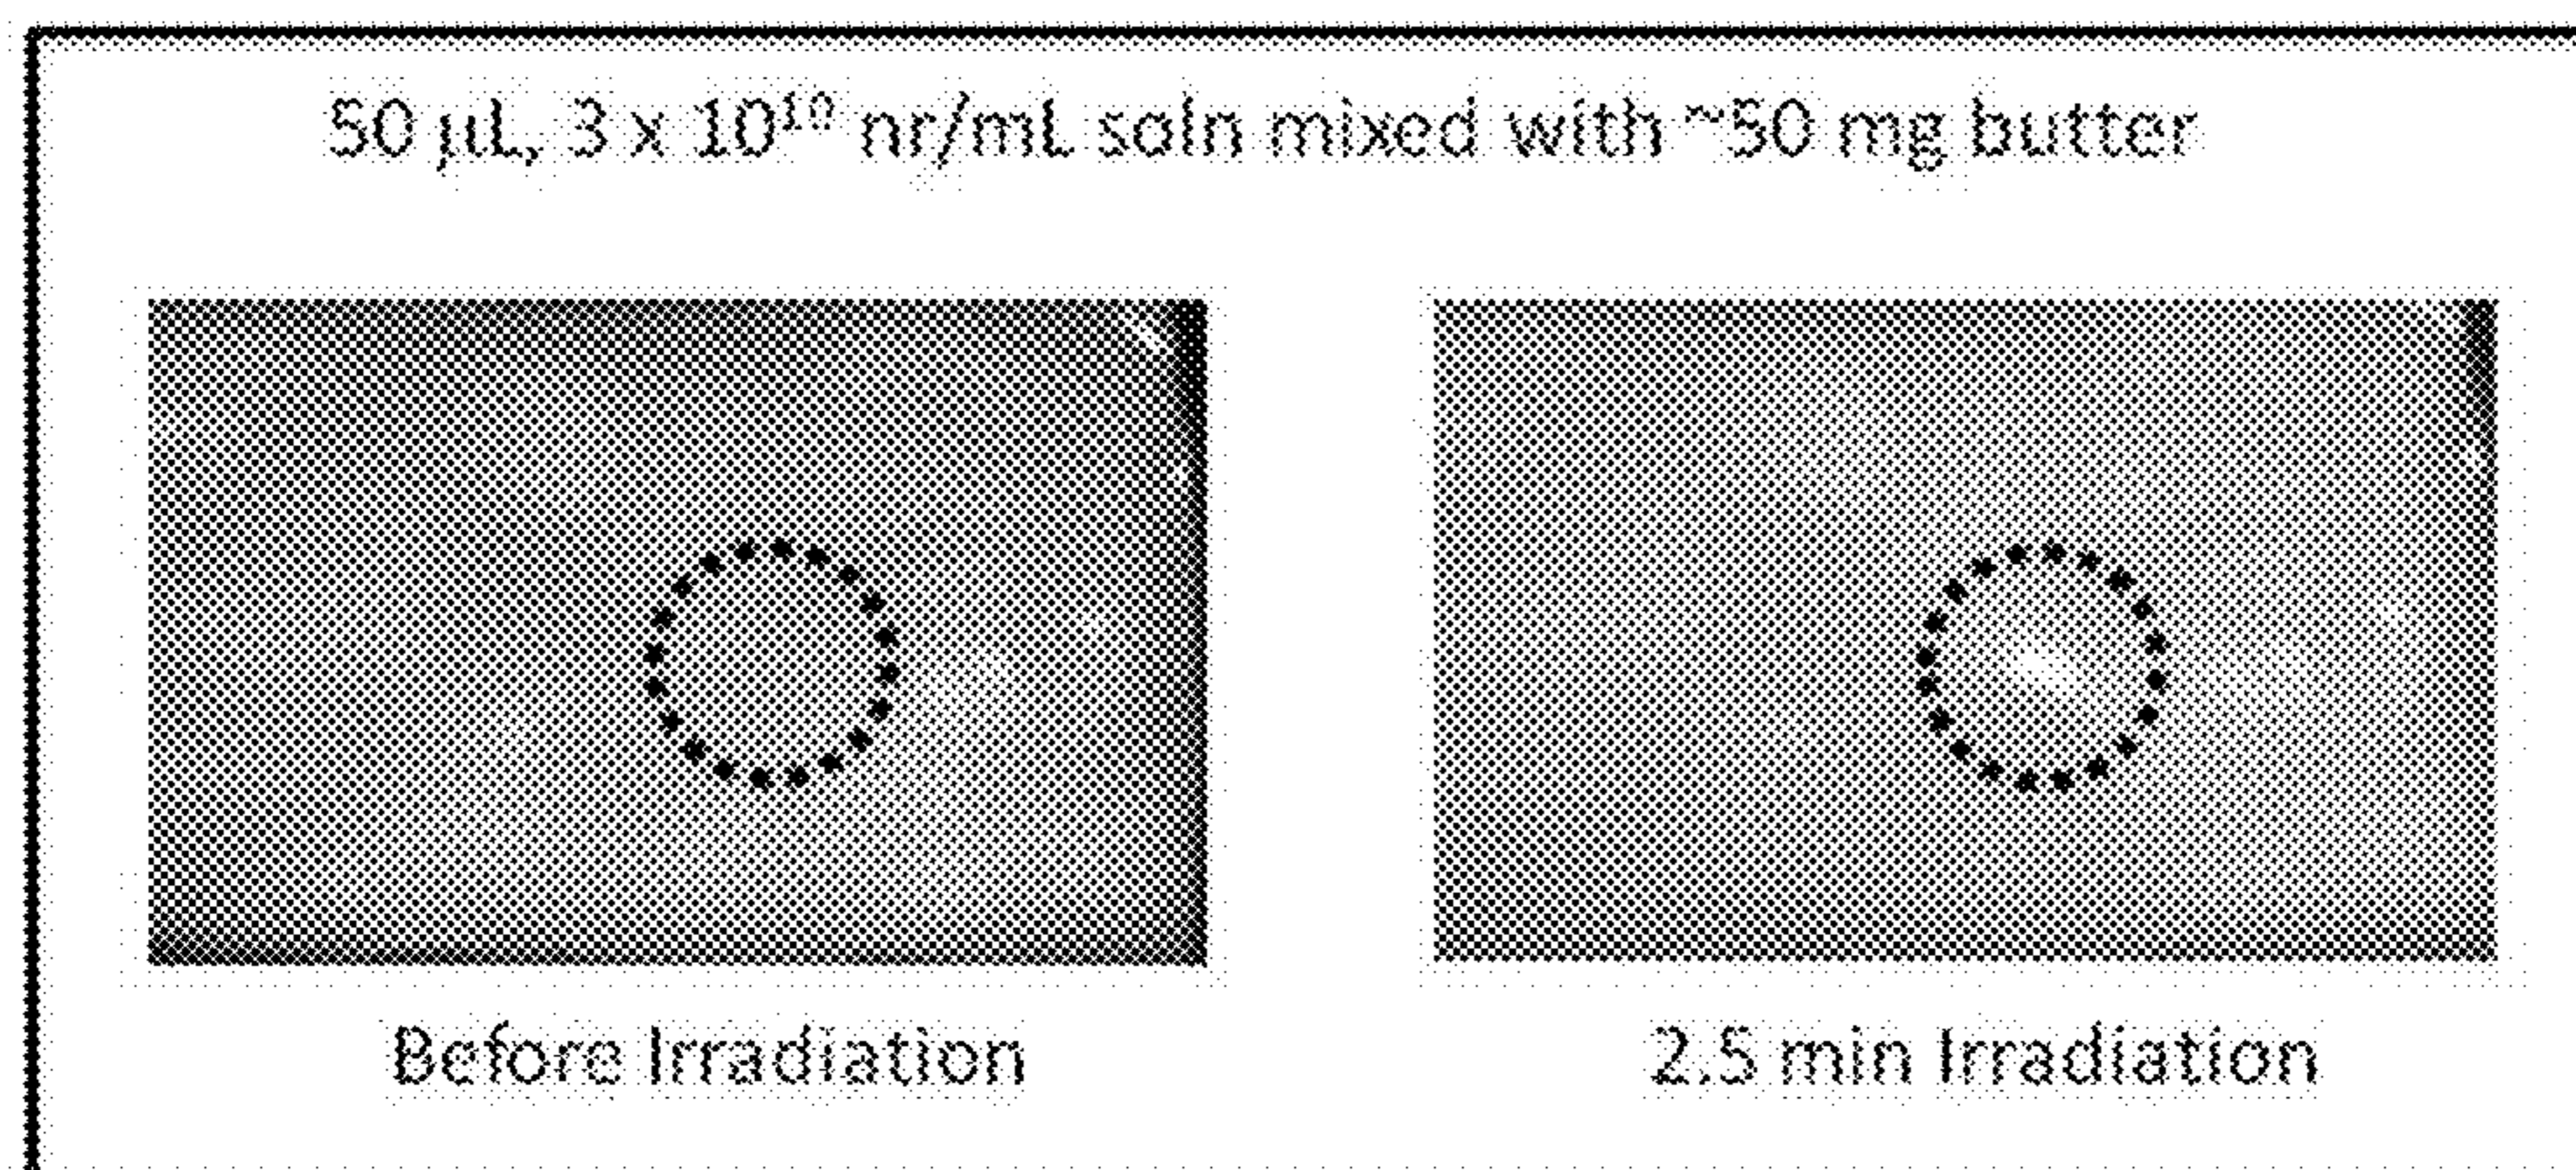 50 µL, 3 x 10¹⁰ nr/mL soln mixed with ~50 mg butter
Before Irradiation
2.5 min Irradiation